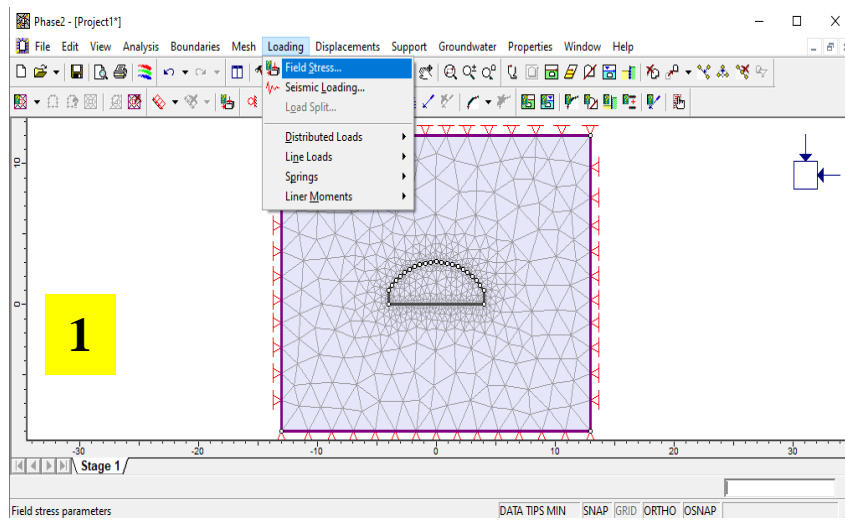 Phase2 - [Project1*]
File Edit View Analysis Boundaries Mesh Loading Displacements Support Groundwater Properties Window Help
Field Stress...
Seismic Loading...
Load Split...
Distributed Loads
Line Loads
Springs
Liner Moments
10
0
1
-30 -20 -10 0 10 20 30
Stage 1
Field stress parameters DATA TIPS MIN SNAP GRID ORTHO OSNAP